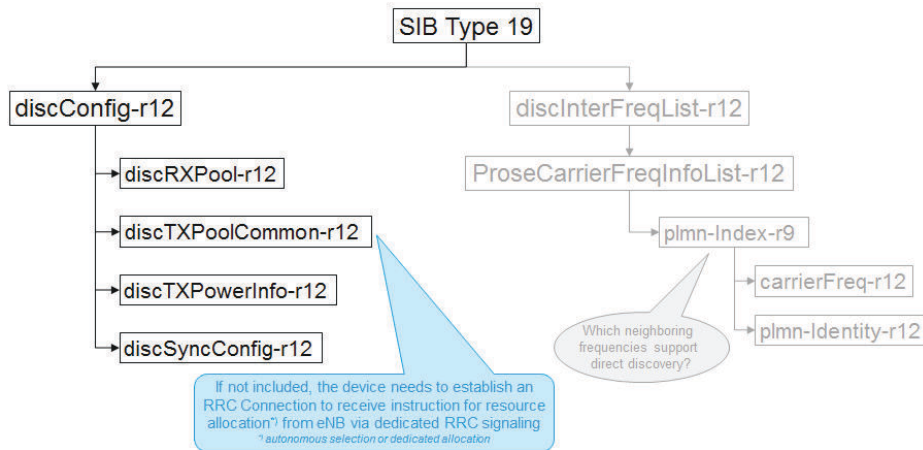 SIB Type 19
discConfig-r12
discInterFreqList-r12
discRXPool-r12
ProseCarrierFreqInfoList-r12
discTXPoolCommon-r12
plmn-Index-r9
discTXPowerInfo-r12
carrierFreq-r12
discSyncConfig-r12
plmn-Identity-r12
Which neighboring
frequencies support
direct discovery?
If not included, the device needs to establish an
RRC Connection to receive instruction for resource
allocation*) from eNB via dedicated RRC signaling
*) autonomous selection or dedicated allocation